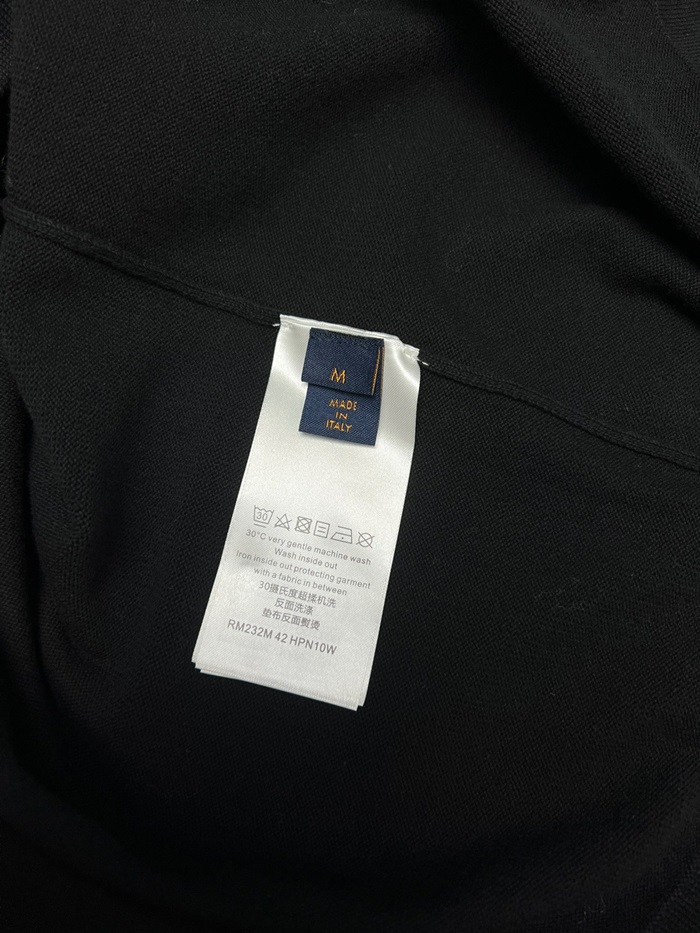 M
MADE
IN
ITALY
30
30°C very gentle machine wash
Wash inside out
Iron inside out protecting garment
with a fabric in between
30摄氏度超揉机洗
反面洗涤
垫布反面熨烫
RM232M 42 HPN10W